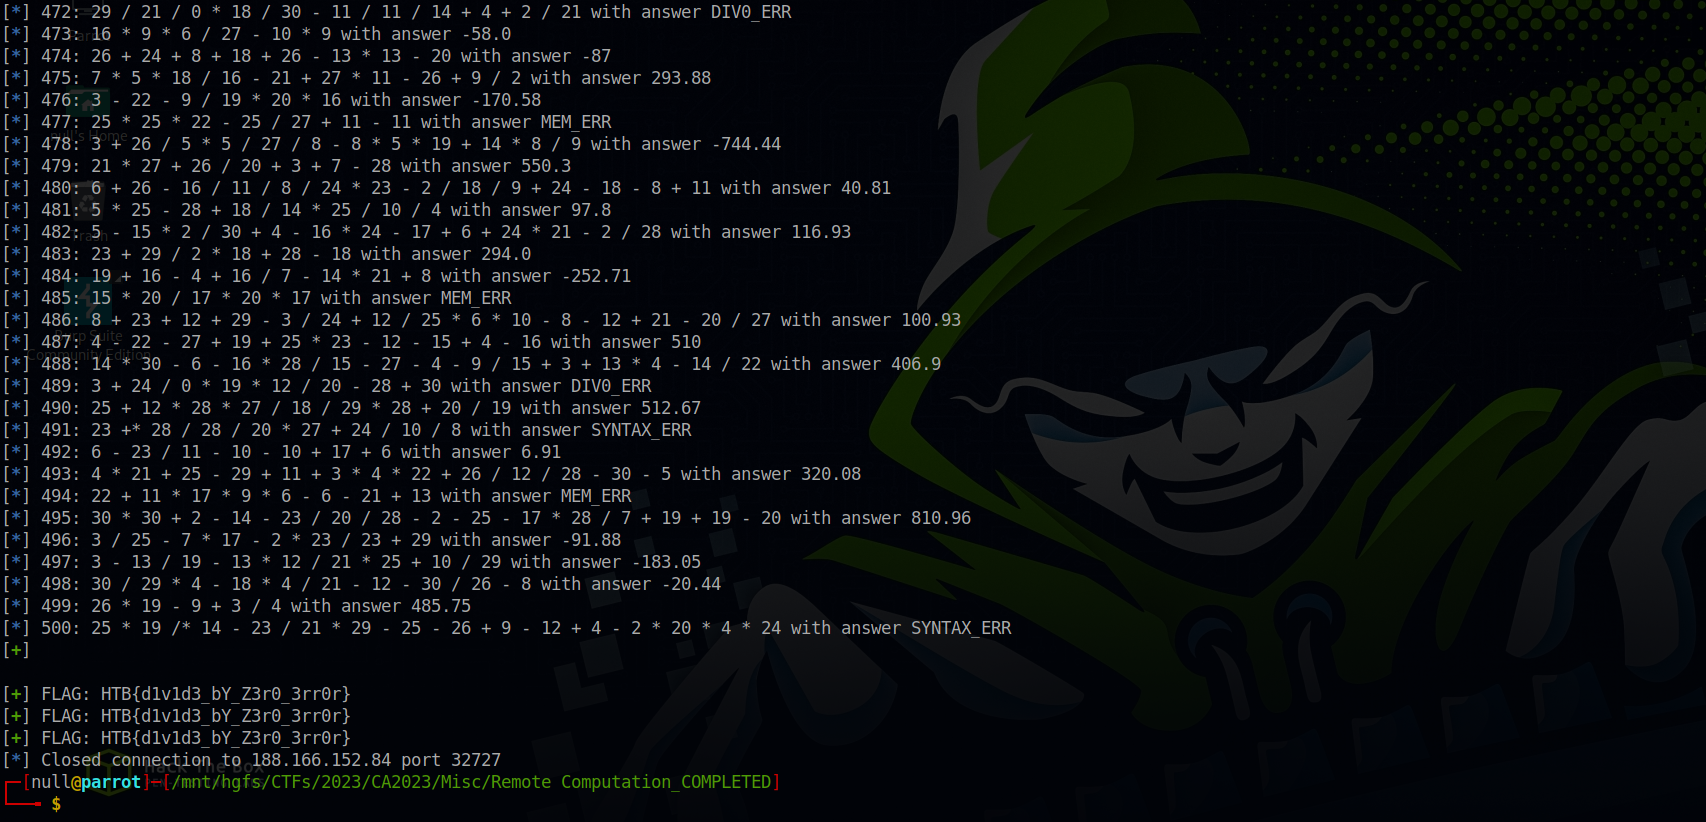 [*] 472: 29 / 21 / 0 * 18 / 30 - 11 / 11 / 14 + 4 + 2 / 21 with answer DIV0_ERR
[*] 473: 16 * 9 * 6 / 27 - 10 * 9 with answer -58.0
[*] 474: 26 + 24 + 8 + 18 + 26 - 13 * 13 - 20 with answer -87
[*] 475: 7 * 5 * 18 / 16 - 21 + 27 * 11 - 26 + 9 / 2 with answer 293.88
[*] 476: 3 - 22 - 9 / 19 * 20 * 16 with answer -170.58
[*] 477: 25 * 25 * 22 - 25 / 27 + 11 - 11 with answer MEM_ERR
null's Home
[*] 478: 3 + 26 / 5 * 5 / 27 / 8 - 8 * 5 * 19 + 14 * 8 / 9 with answer -744.44
[*] 479: 21 * 27 + 26 / 20 + 3 + 7 - 28 with answer 550.3
[*] 480: 6 + 26 - 16 / 11 / 8 / 24 * 23 - 2 / 18 / 9 + 24 - 18 - 8 + 11 with answer 40.81
[*] 481: 5 * 25 - 28 + 18 / 14 * 25 / 10 / 4 with answer 97.8
[*] 482: 5 - 15 * 2 / 30 + 4 - 16 * 24 - 17 + 6 + 24 * 21 - 2 / 28 with answer 116.93
Trash
[*] 483: 23 + 29 / 2 * 18 + 28 - 18 with answer 294.0
[*] 484: 19 + 16 - 4 + 16 / 7 - 14 * 21 + 8 with answer -252.71
[*] 485: 15 * 20 / 17 * 20 * 17 with answer MEM_ERR
[*] 486: 8 + 23 + 12 + 29 - 3 / 24 + 12 / 25 * 6 * 10 - 8 - 12 + 21 - 20 / 27 with answer 100.93
Burp Suite
[*] 487: 4 - 22 - 27 + 19 + 25 * 23 - 12 - 15 + 4 - 16 with answer 510
Community Edition
[*] 488: 14 * 30 - 6 - 16 * 28 / 15 - 27 - 4 - 9 / 15 + 3 + 13 * 4 - 14 / 22 with answer 406.9
[*] 489: 3 + 24 / 0 * 19 * 12 / 20 - 28 + 30 with answer DIV0_ERR
[*] 490: 25 + 12 * 28 * 27 / 18 / 29 * 28 + 20 / 19 with answer 512.67
[*] 491: 23 +* 28 / 28 / 20 * 27 + 24 / 10 / 8 with answer SYNTAX_ERR
[*] 492: 6 - 23 / 11 - 10 - 10 + 17 + 6 with answer 6.91
[*] 493: 4 * 21 + 25 - 29 + 11 + 3 * 4 * 22 + 26 / 12 / 28 - 30 - 5 with answer 320.08
[*] 494: 22 + 11 * 17 * 9 * 6 - 6 - 21 + 13 with answer MEM_ERR
[*] 495: 30 * 30 + 2 - 14 - 23 / 20 / 28 - 2 - 25 - 17 * 28 / 7 + 19 + 19 - 20 with answer 810.96
[*] 496: 3 / 25 - 7 * 17 - 2 * 23 / 23 + 29 with answer -91.88
[*] 497: 3 - 13 / 19 - 13 * 12 / 21 * 25 + 10 / 29 with answer -183.05
[*] 498: 30 / 29 * 4 - 18 * 4 / 21 - 12 - 30 / 26 - 8 with answer -20.44
[*] 499: 26 * 19 - 9 + 3 / 4 with answer 485.75
[*] 500: 25 * 19 /* 14 - 23 / 21 * 29 - 25 - 26 + 9 - 12 + 4 - 2 * 20 * 4 * 24 with answer SYNTAX_ERR
[+]
[+] FLAG: HTB{d1v1d3_bY_Z3r0_3rr0r}
[+] FLAG: HTB{d1v1d3_bY_Z3r0_3rr0r}
[+] FLAG: HTB{d1v1d3_bY_Z3r0_3rr0r}
[*] Closed connection to 188.166.152.84 port 32727
Hack The Box
[null@parrot]─[/mnt/hgfs/CTFs/2023/CA2023/Misc/Remote Computation_COMPLETED]
$